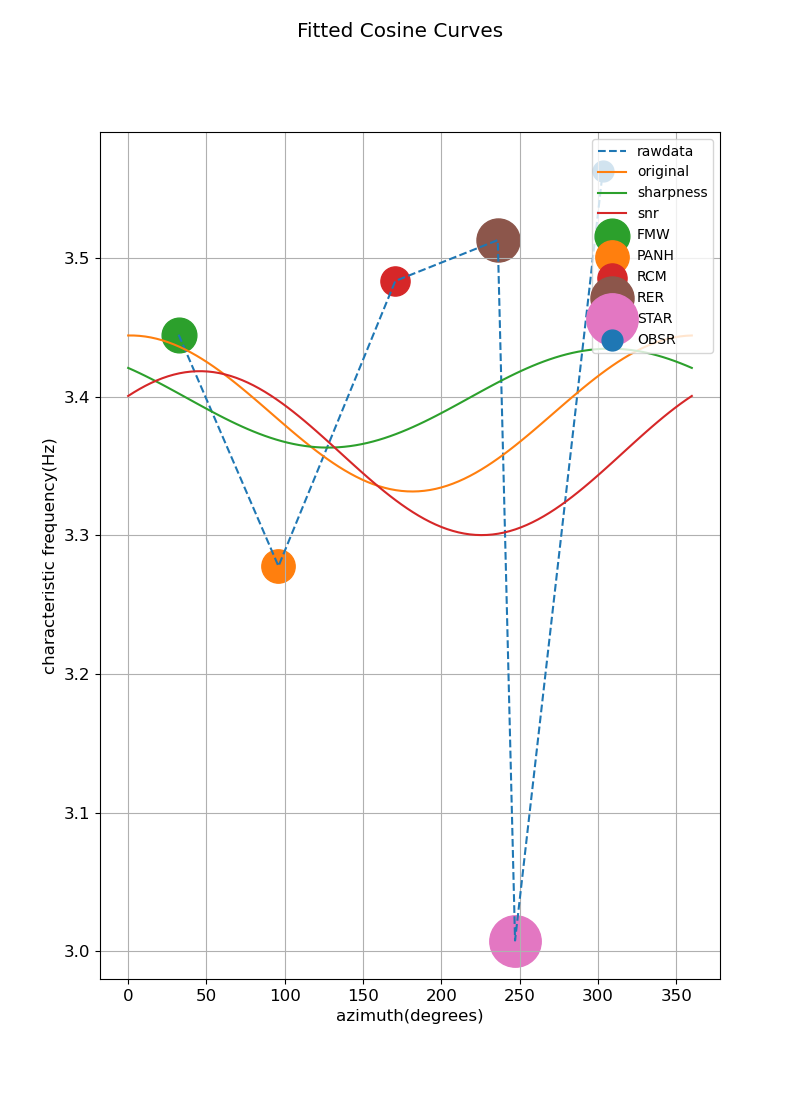 Fitted Cosine Curves
rawdata
original
sharpness
snr
FMW
PANH
RCM
RER
STAR
OBSR
characteristic frequency(Hz)
3.5
3.4
3.3
3.2
3.1
3.0
0 50 100 150 200 250 300 350
azimuth(degrees)